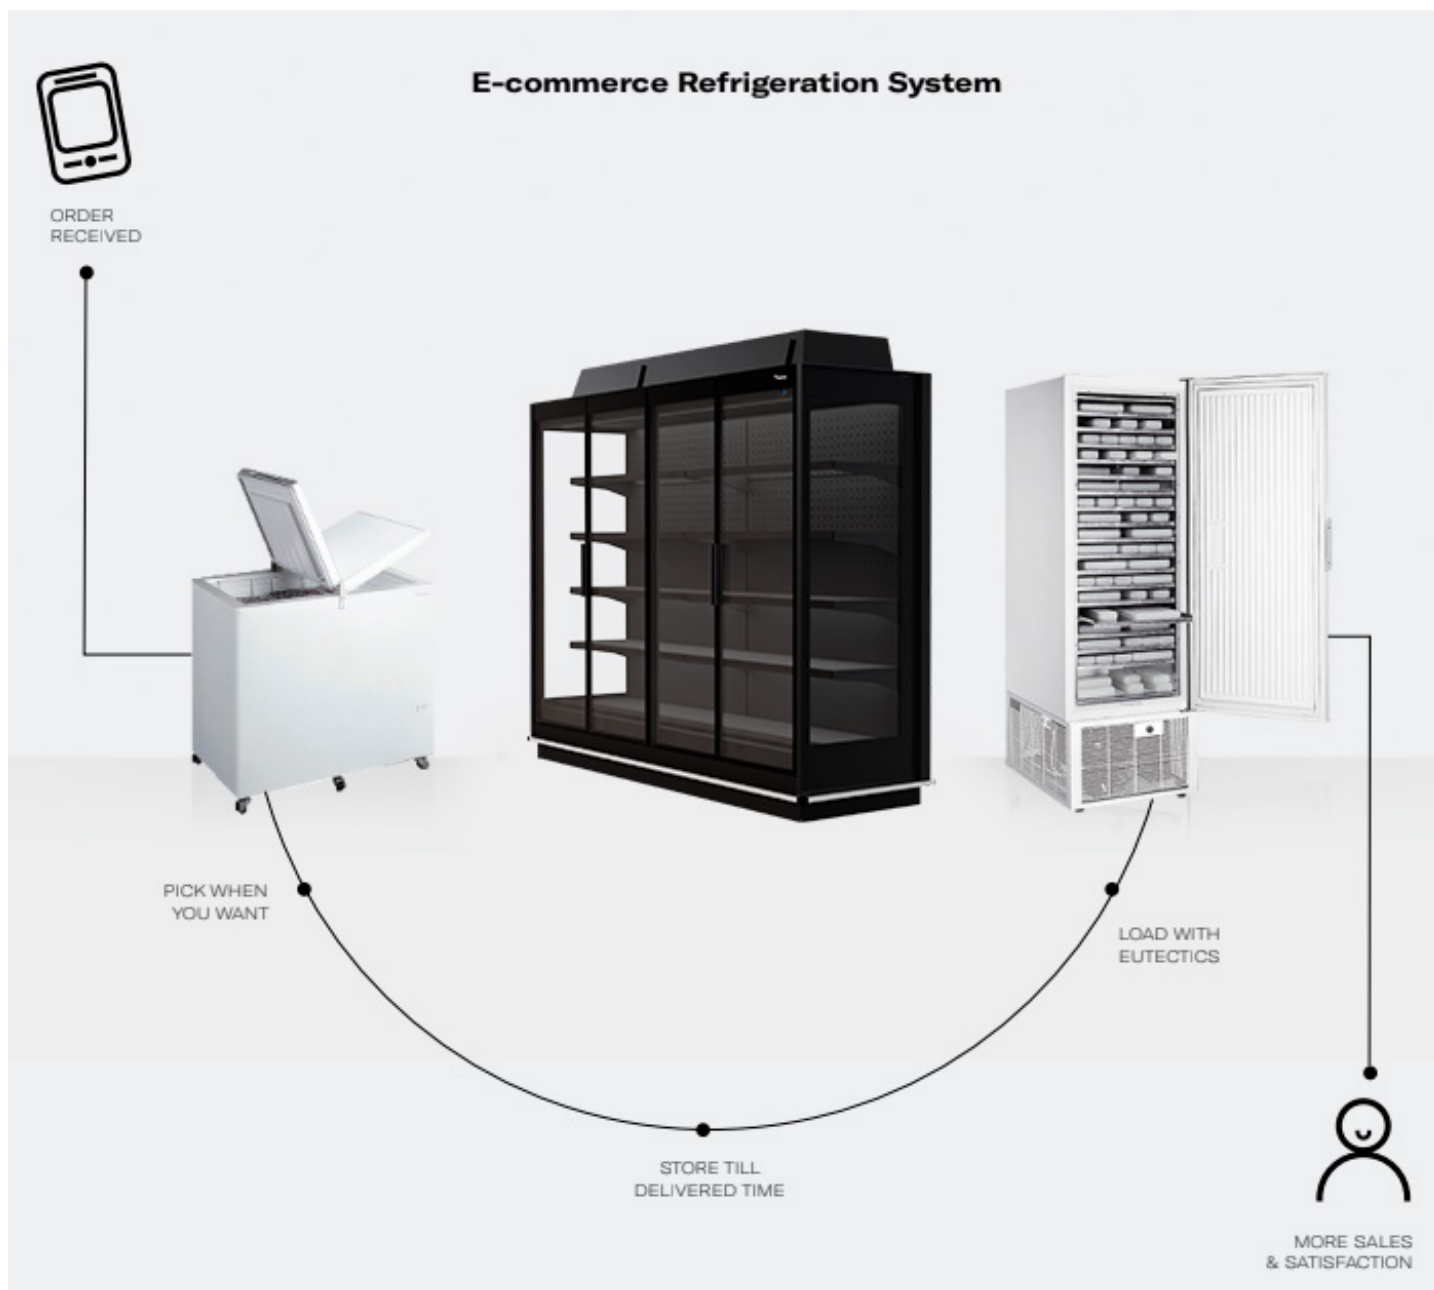 E-commerce Refrigeration System
ORDER
RECEIVED
PICK WHEN
YOU WANT
LOAD WITH
EUTECTICS
STORE TILL
DELIVERED TIME
MORE SALES
& SATISFACTION